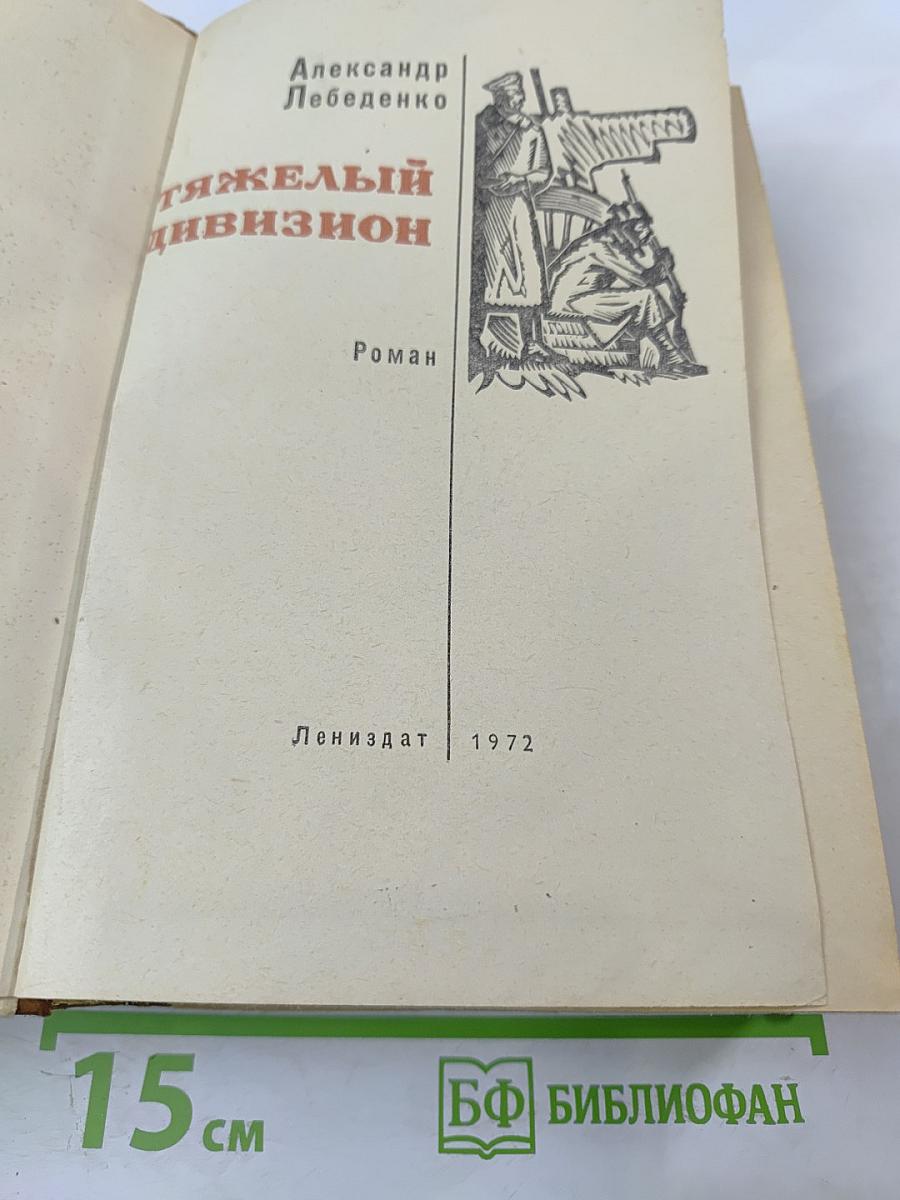 Александр
Лебеденко
ТЯЖЕЛЫЙ
ДИВИЗИОН
Роман
Лениздат 1972
15 см
БФ БИБЛИОФАН